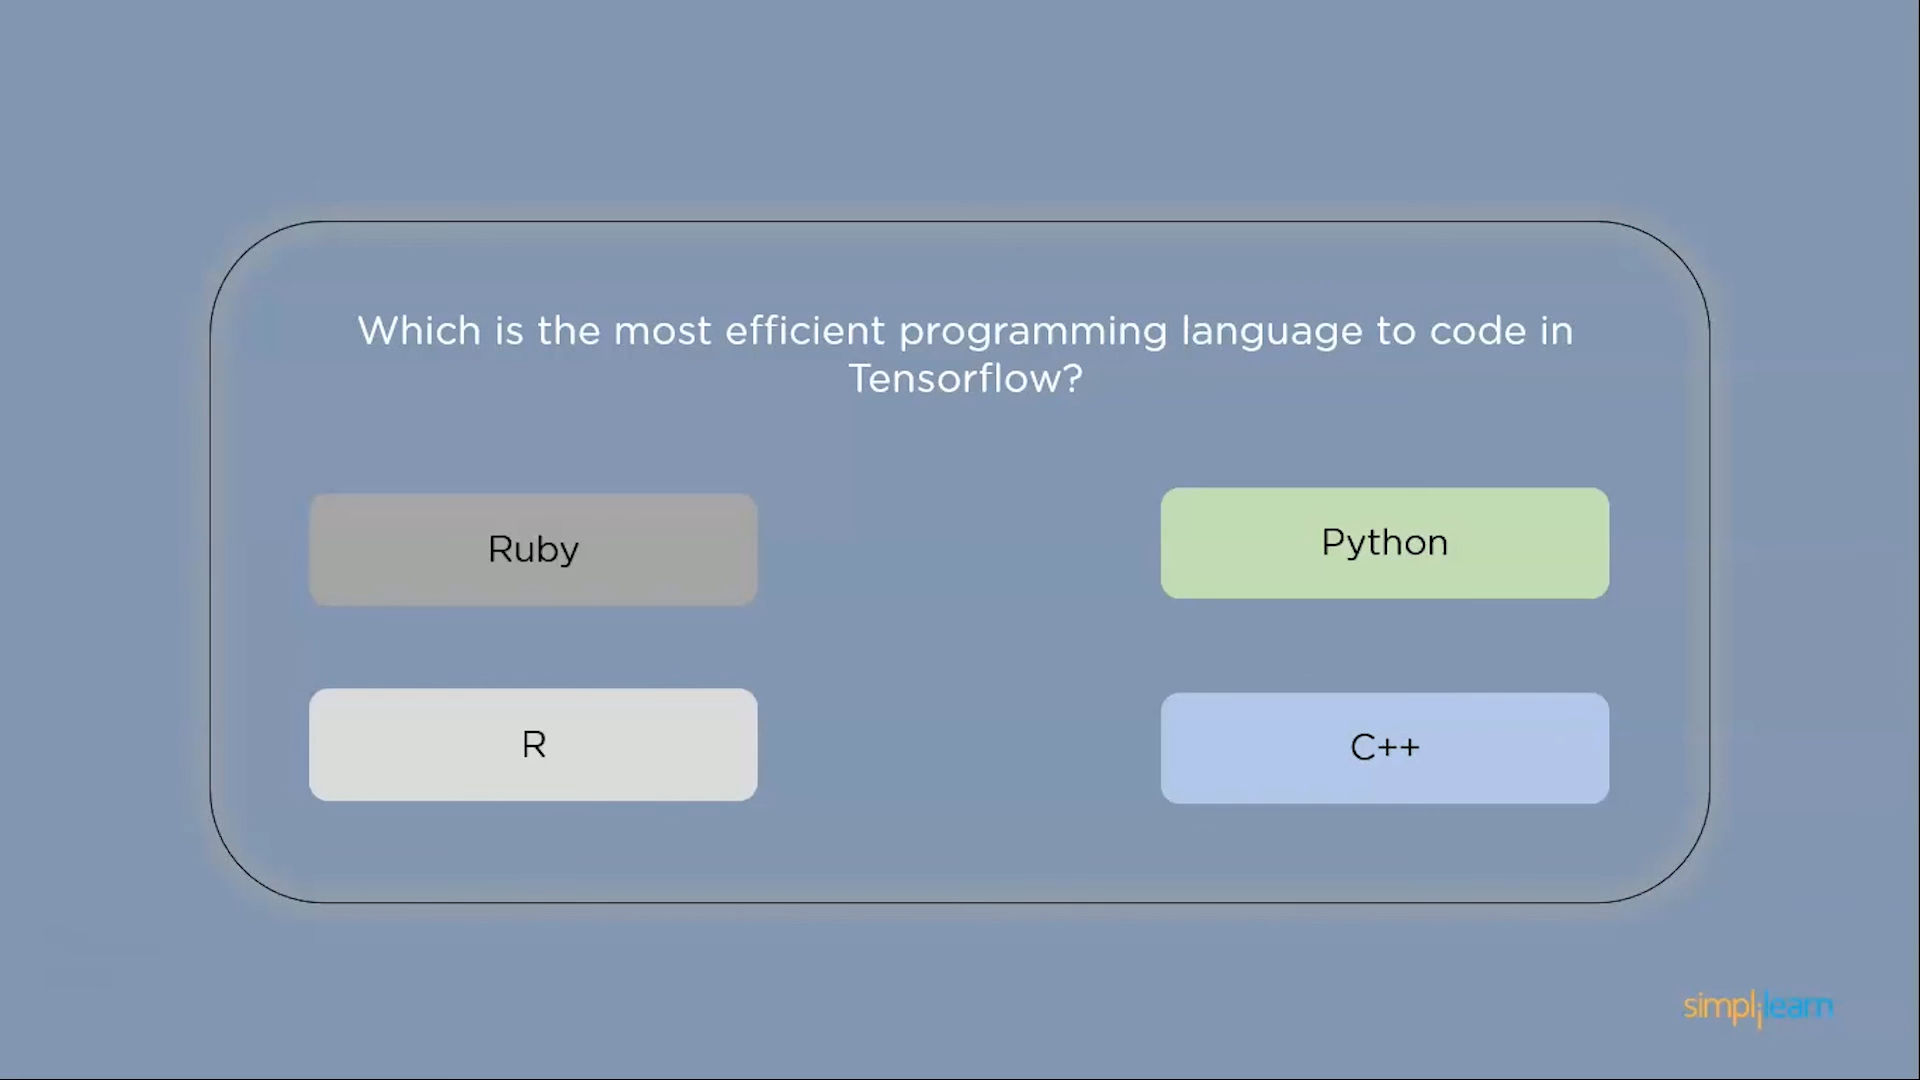 Which is the most efficient programming language to code in
Tensorflow?
Ruby
Python
R
C++
simplilearn